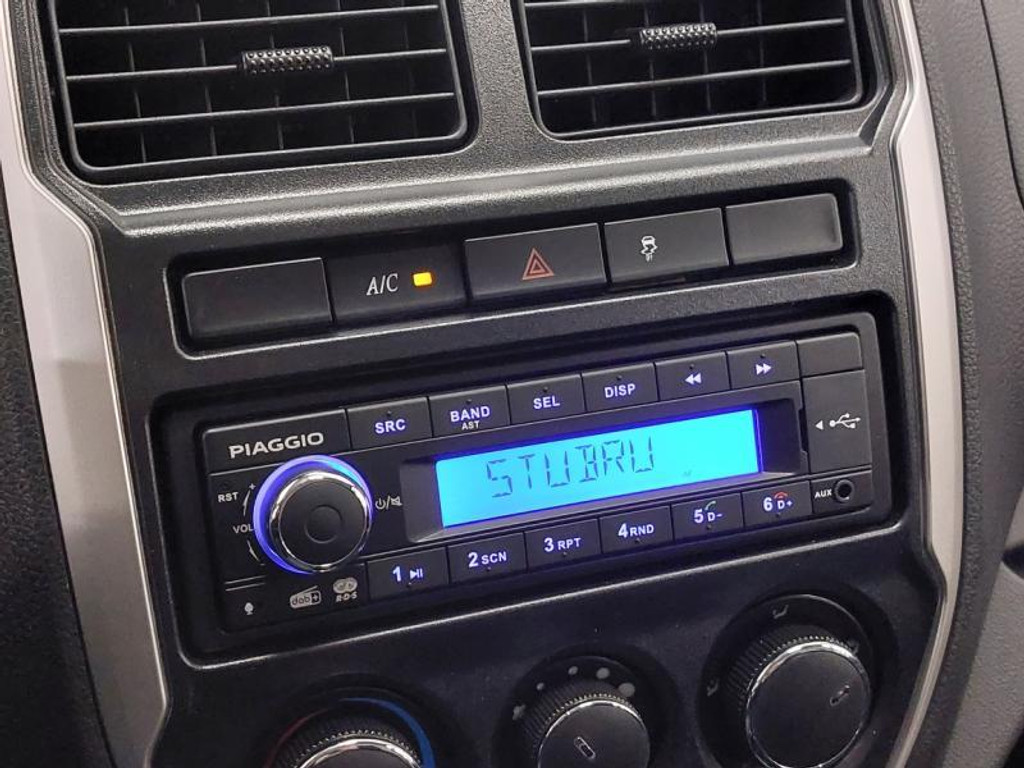 A/C
PIAGGIO
SRC
BAND
AST
SEL
DISP
RST
VOL
STUBRU
AUX
1
2 SCN
3 RPT
4 RND
5 D-
6 D+
dab+
R·D·S